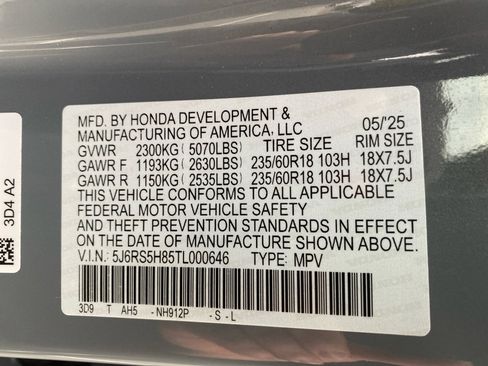 MFD. BY HONDA DEVELOPMENT &
MANUFACTURING OF AMERICA, LLC 05/'25
GVWR 2300KG( 5070LBS) TIRE SIZE RIM SIZE
GAWR F 1193KG( 2630LBS) 235/60R18 103H 18X7.5J
GAWR R 1150KG( 2535LBS) 235/60R18 103H 18X7.5J
THIS VEHICLE CONFORMS TO ALL APPLICABLE
FEDERAL MOTOR VEHICLE SAFETY
AND THEFT PREVENTION STANDARDS IN EFFECT
ON THE DATE OF MANUFACTURE SHOWN ABOVE.
V.I.N.: 5J6RS5H85TL000646 TYPE: MPV
3D9 T AH5 -NH912P -S-L
3D4 A2